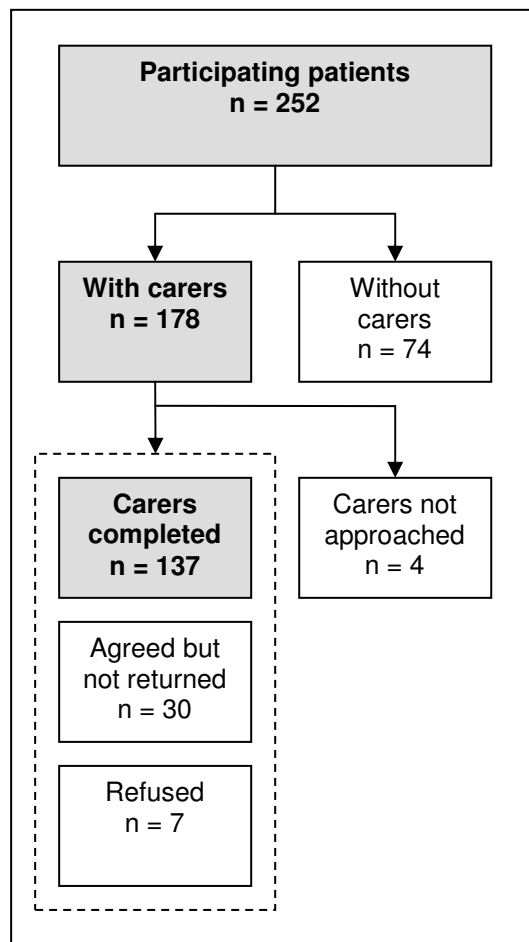 Participating patients
n = 252
With carers
n = 178
Without
carers
n = 74
Carers
completed
n = 137
Carers not
approached
n = 4
Agreed but
not returned
n = 30
Refused
n = 7